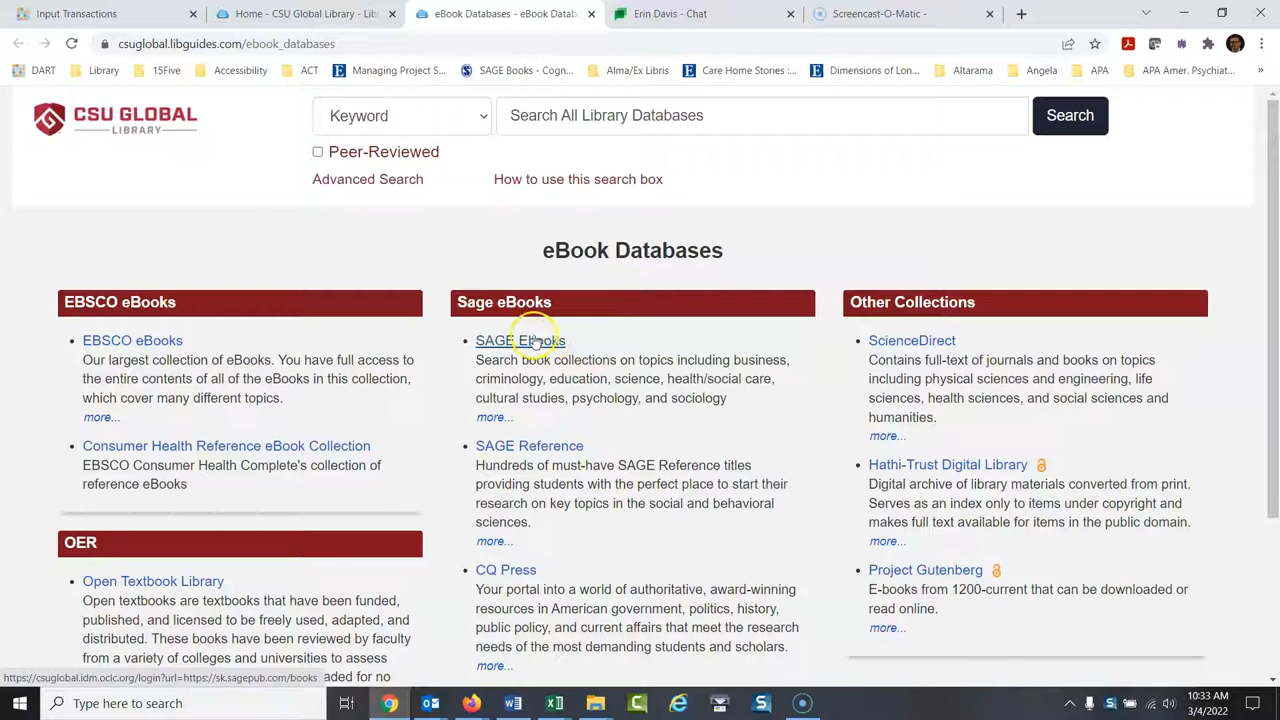 Input Transactions
Home - CSU Global Library - Lib
eBook Databases - eBook Datab
Erin Davis - Chat
Screencast-O-Matic -
csuglobal.libguides.com/ebook_databases
DART
Library
15Five
Accessibility
ACT
Managing Project S...
SAGE Books - Cogn...
Alma/Ex Libris
Care Home Stories :...
Dimensions of Lon...
Altarama
Angela
APA
APA Amer. Psychiat...
»
CSU GLOBAL
LIBRARY
Keyword
Search All Library Databases
Search
Peer-Reviewed
Advanced Search
How to use this search box
eBook Databases
EBSCO eBooks
EBSCO eBooks
Our largest collection of eBooks. You have full access to
the entire contents of all of the eBooks in this collection,
which cover many different topics.
more...
Consumer Health Reference eBook Collection
EBSCO Consumer Health Complete's collection of
reference eBooks
OER
Open Textbook Library
Open textbooks are textbooks that have been funded,
published, and licensed to be freely used, adapted, and
distributed. These books have been reviewed by faculty
from a variety of colleges and universities to assess
haded for no
Sage eBooks
SAGE Ebooks
Search book collections on topics including business,
criminology, education, science, health/social care,
cultural studies, psychology, and sociology
more...
SAGE Reference
Hundreds of must-have SAGE Reference titles
providing students with the perfect place to start their
research on key topics in the social and behavioral
sciences.
more...
CQ Press
Your portal into a world of authoritative, award-winning
resources in American government, politics, history,
public policy, and current affairs that meet the research
needs of the most demanding students and scholars.
more...
Other Collections
ScienceDirect
Contains full-text of journals and books on topics
including physical sciences and engineering, life
sciences, health sciences, and social sciences and
humanities.
more...
Hathi-Trust Digital Library
Digital archive of library materials converted from print.
Serves as an index only to items under copyright and
makes full text available for items in the public domain.
more...
Project Gutenberg
E-books from 1200-current that can be downloaded or
read online.
more...
https://csuglobal.idm.oclc.org/login?url=https://sk.sagepub.com/books
Type here to search
10:33 AM
3/4/2022